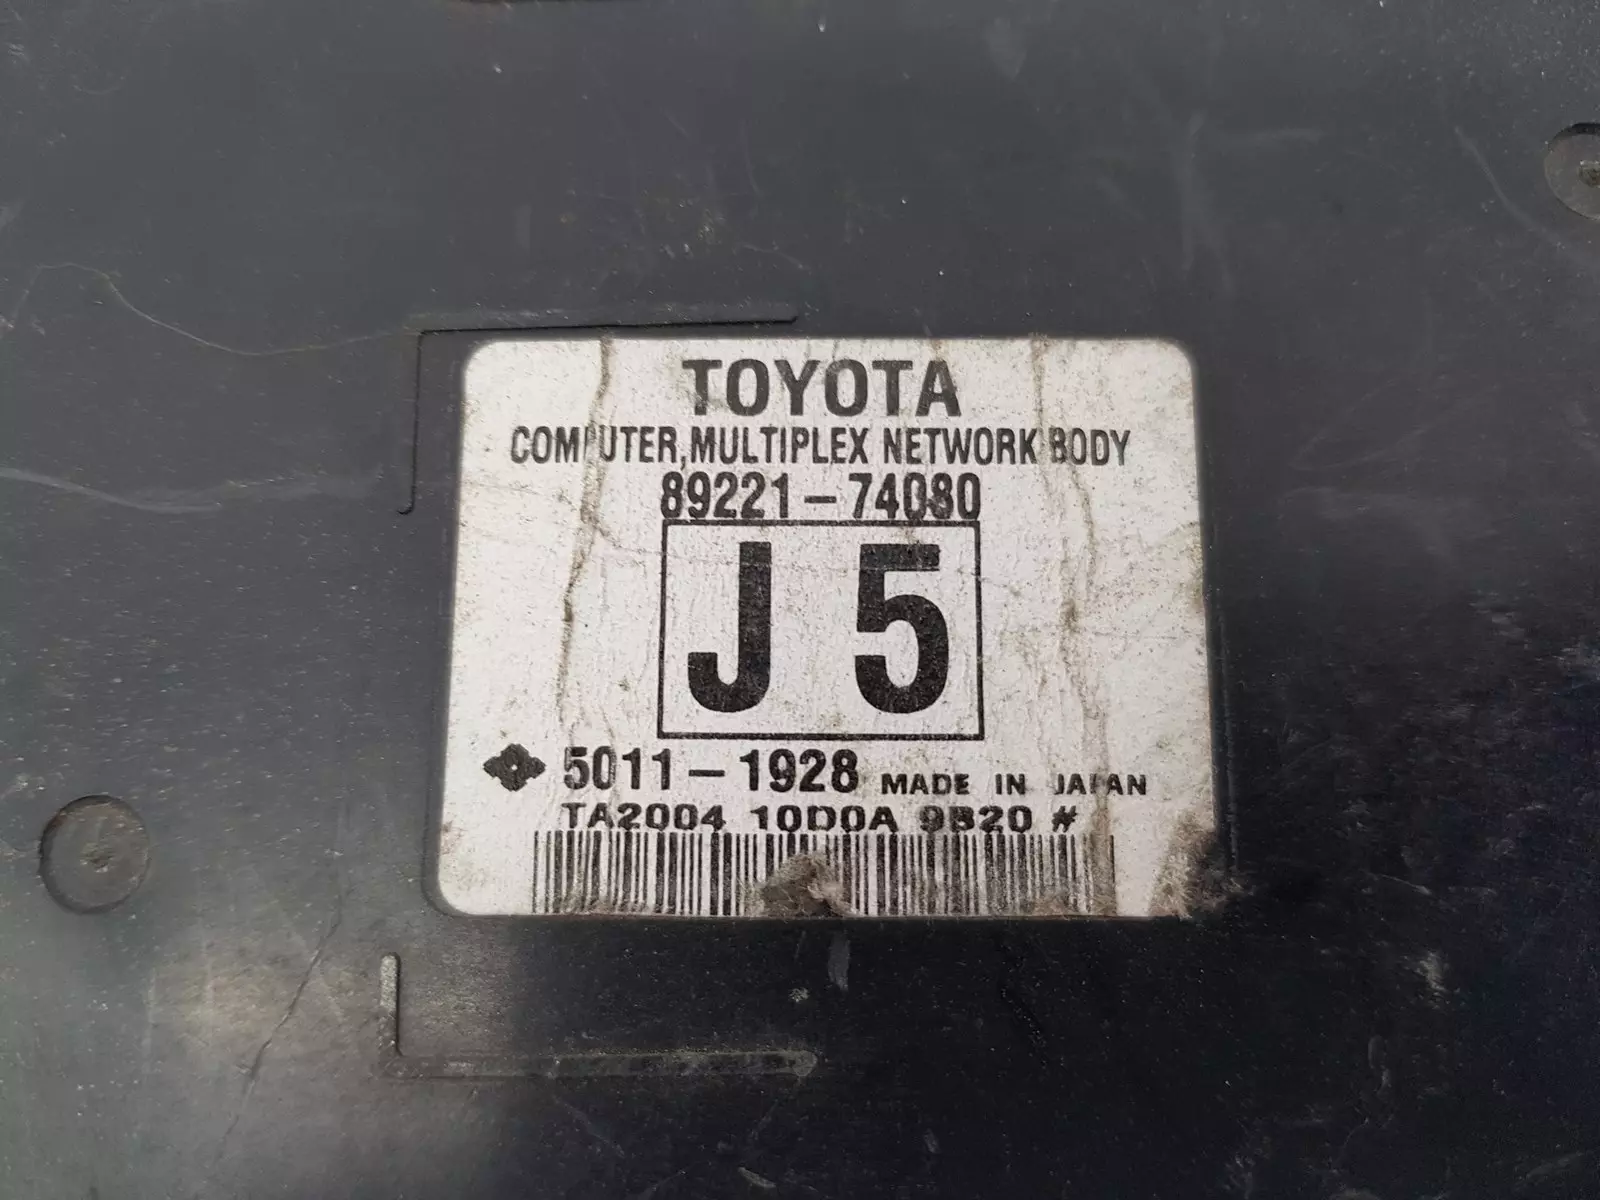 TOYOTA
COMPUTER, MULTIPLEX NETWORK BODY
89221-74080
J 5
5011-1928 MADE IN JAPAN
TA2004 10D0A 9B20 #